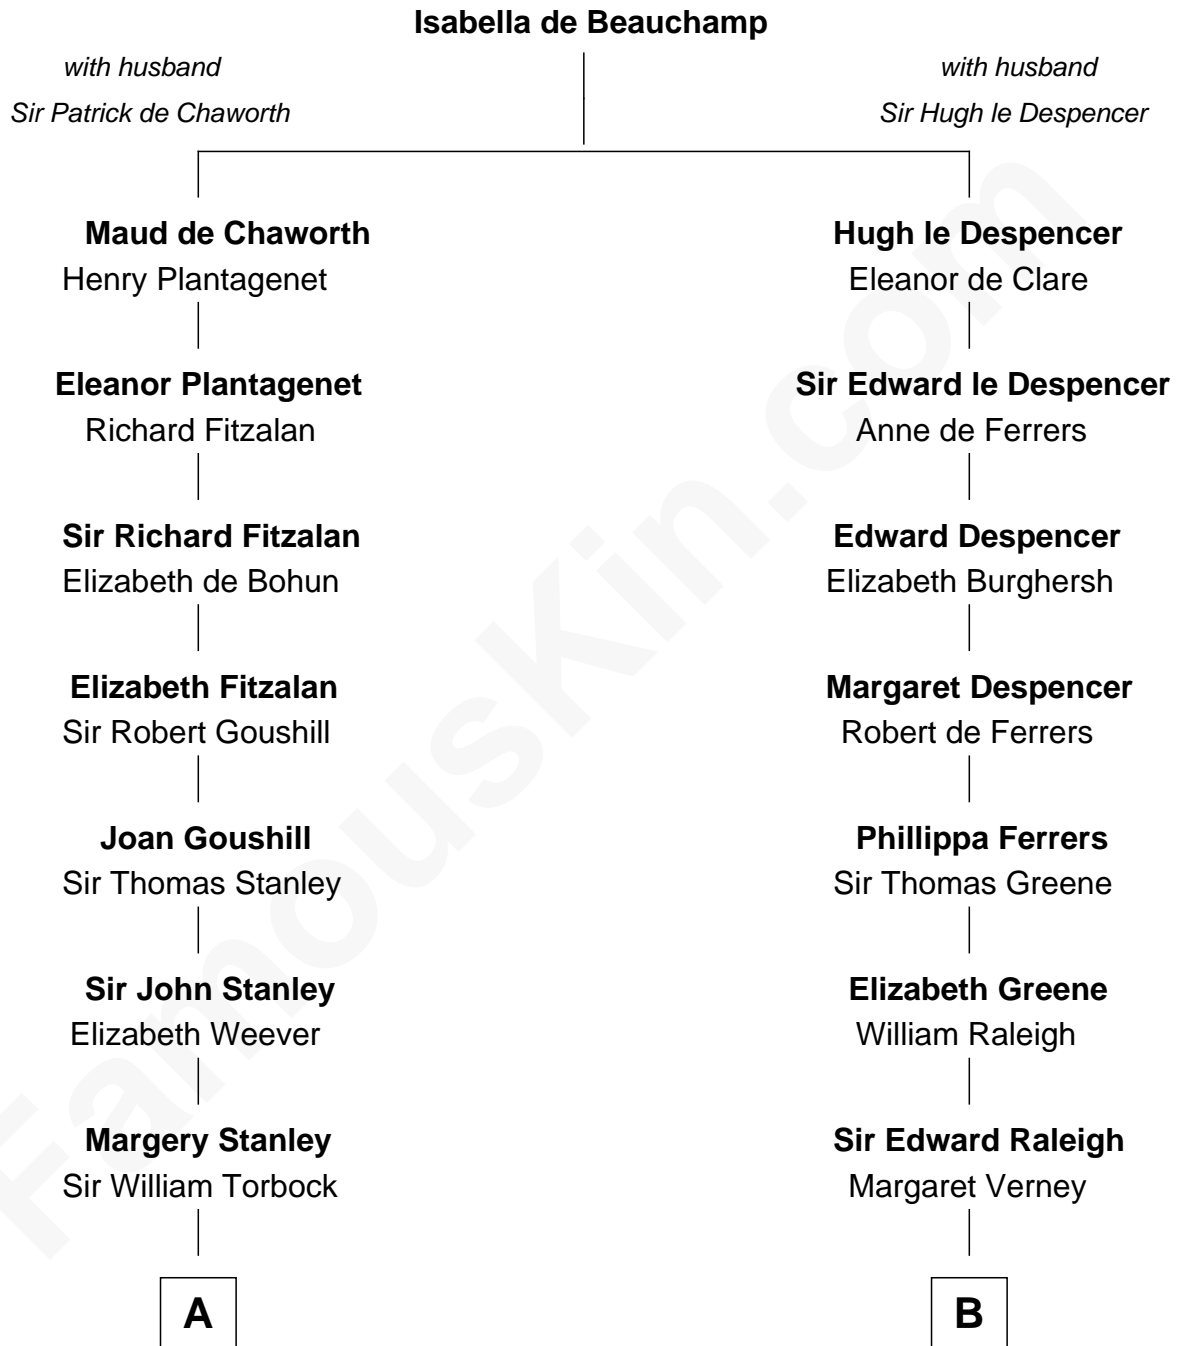 Isabella de Beauchamp
with husband
Sir Patrick de Chaworth
with husband
Sir Hugh le Despencer
Maud de Chaworth
Henry Plantagenet
Hugh le Despencer
Eleanor de Clare
Eleanor Plantagenet
Richard Fitzalan
Sir Edward le Despencer
Anne de Ferrers
Sir Richard Fitzalan
Elizabeth de Bohun
Edward Despencer
Elizabeth Burghersh
Elizabeth Fitzalan
Sir Robert Goushill
Margaret Despencer
Robert de Ferrers
Joan Goushill
Sir Thomas Stanley
Phillippa Ferrers
Sir Thomas Greene
Sir John Stanley
Elizabeth Weever
Elizabeth Greene
William Raleigh
Margery Stanley
Sir William Torbock
Sir Edward Raleigh
Margaret Verney
A
B
FamousKin.com